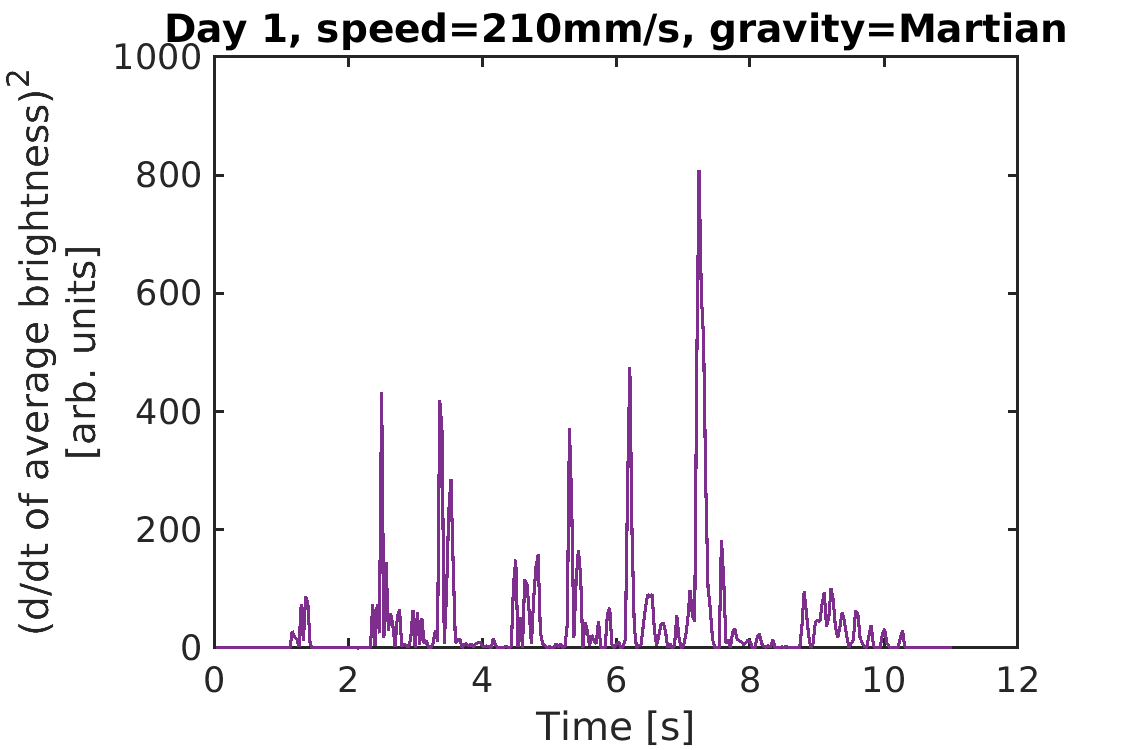 Day 1, speed=210mm/s, gravity=Martian
(d/dt of average brightness)²
[arb. units]
1000
800
600
400
200
0
0 2 4 6 8 10 12
Time [s]